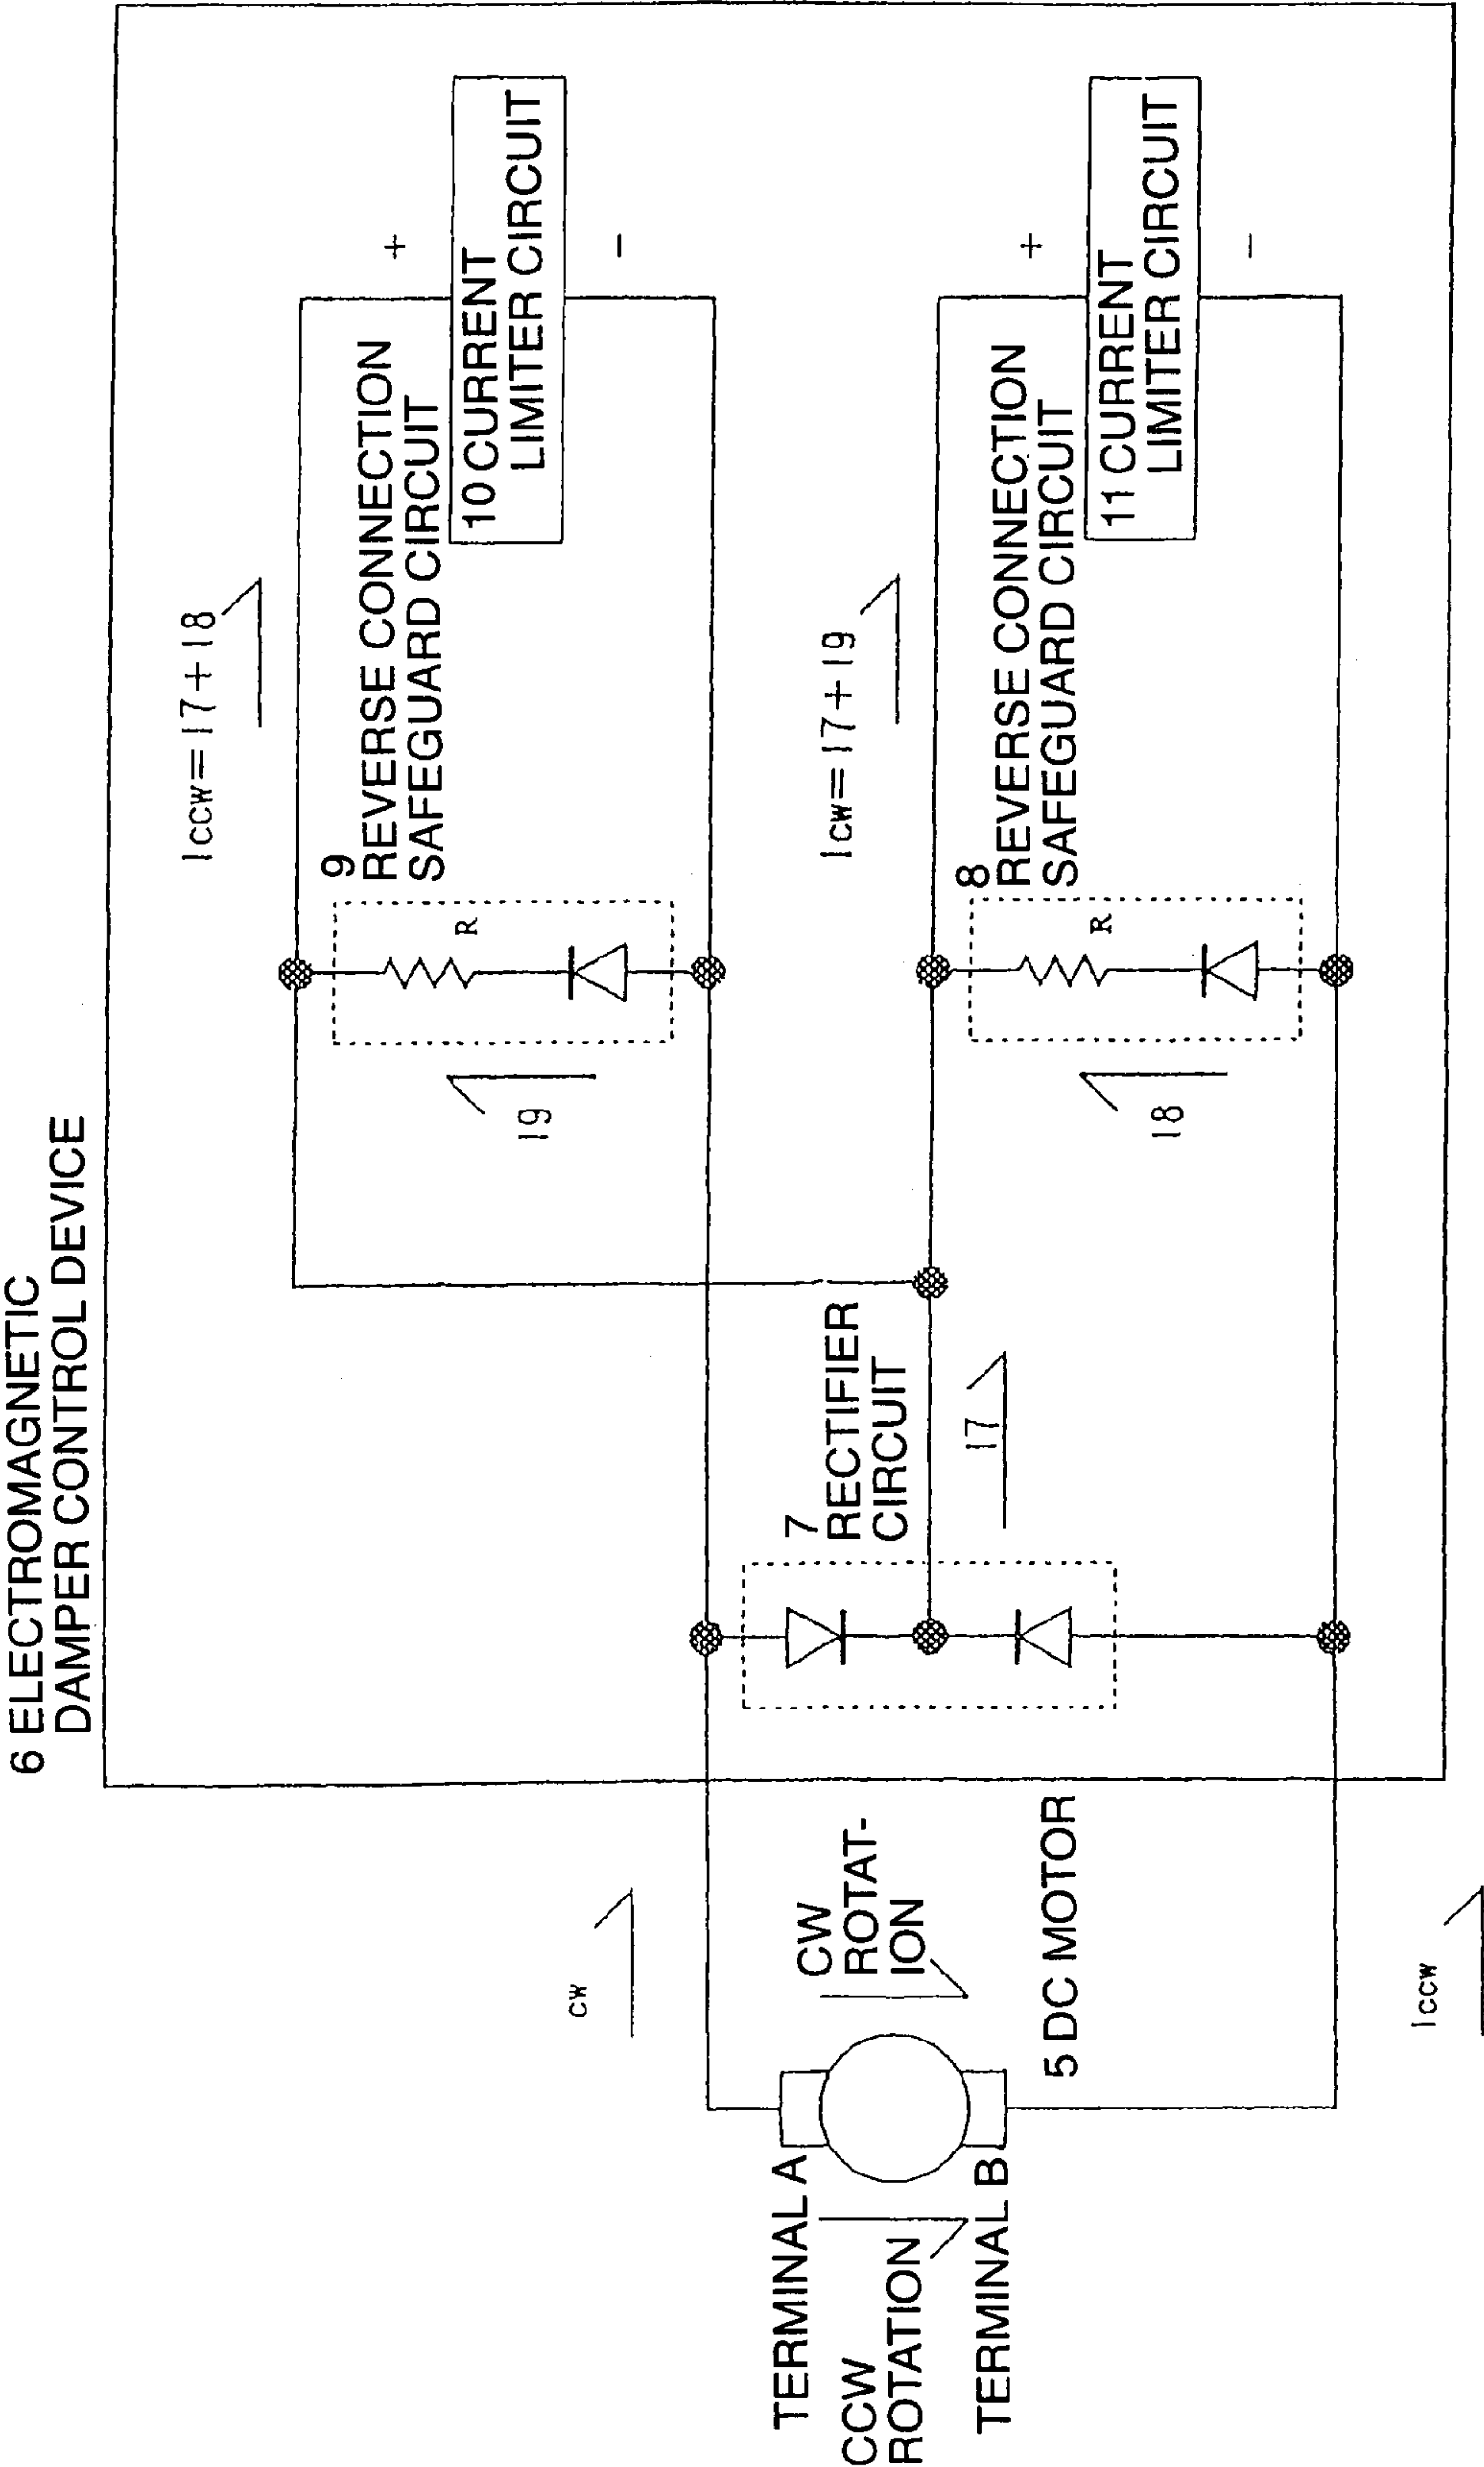 6 ELECTROMAGNETIC
DAMPER CONTROL DEVICE
Iccw=I7+I8
9
REVERSE CONNECTION
SAFEGUARD CIRCUIT
R
I9
+
10 CURRENT
LIMITER CIRCUIT
-
Icw=I7+I9
8
REVERSE CONNECTION
SAFEGUARD CIRCUIT
R
I8
+
11 CURRENT
LIMITER CIRCUIT
-
7
RECTIFIER
CIRCUIT
I7
cw
CW
ROTAT-
ION
5 DC MOTOR
TERMINAL A
CCW
ROTATION
TERMINAL B
Iccw